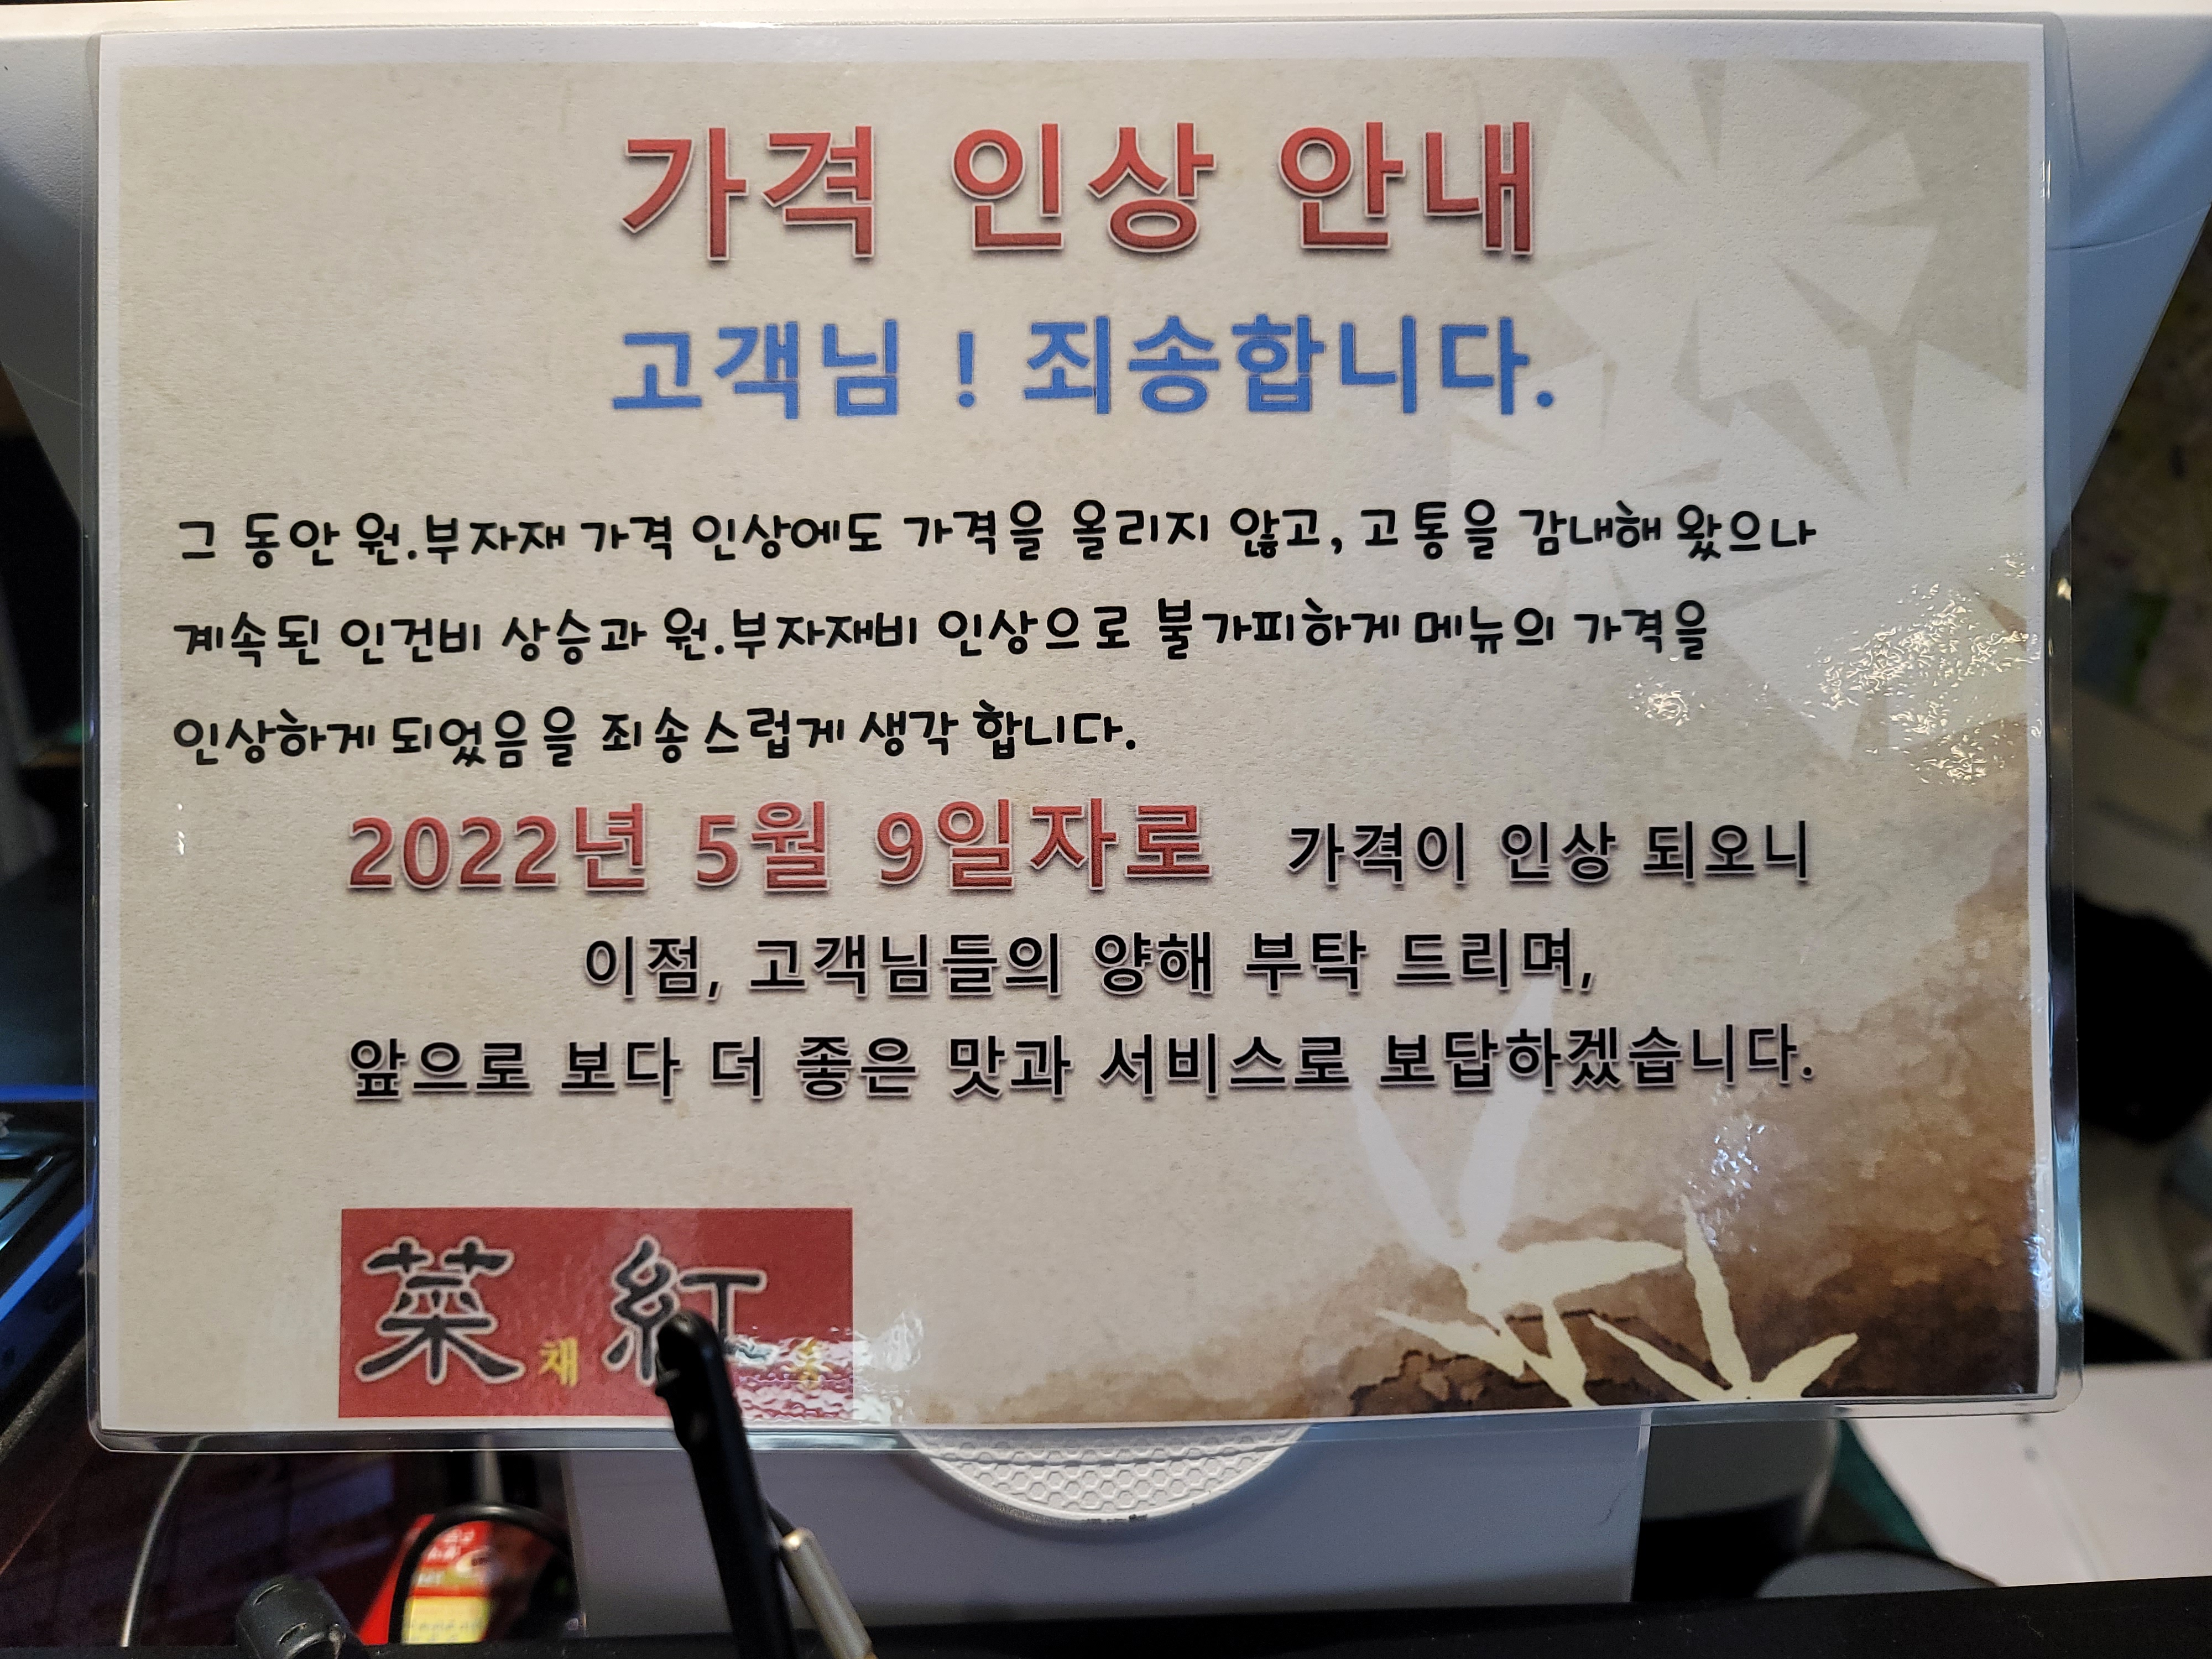 가격 인상 안내
고객님 ! 죄송합니다.
그 동안 원.부자재 가격 인상에도 가격을 올리지 않고, 고통을 감내해 왔으나
계속된 인건비 상승과 원.부자재비 인상으로 불가피하게 메뉴의 가격을
인상하게 되었음을 죄송스럽게 생각 합니다.
2022년 5월 9일자로 가격이 인상 되오니
이점, 고객님들의 양해 부탁 드리며,
앞으로 보다 더 좋은 맛과 서비스로 보답하겠습니다.
菜 채 紅 홍